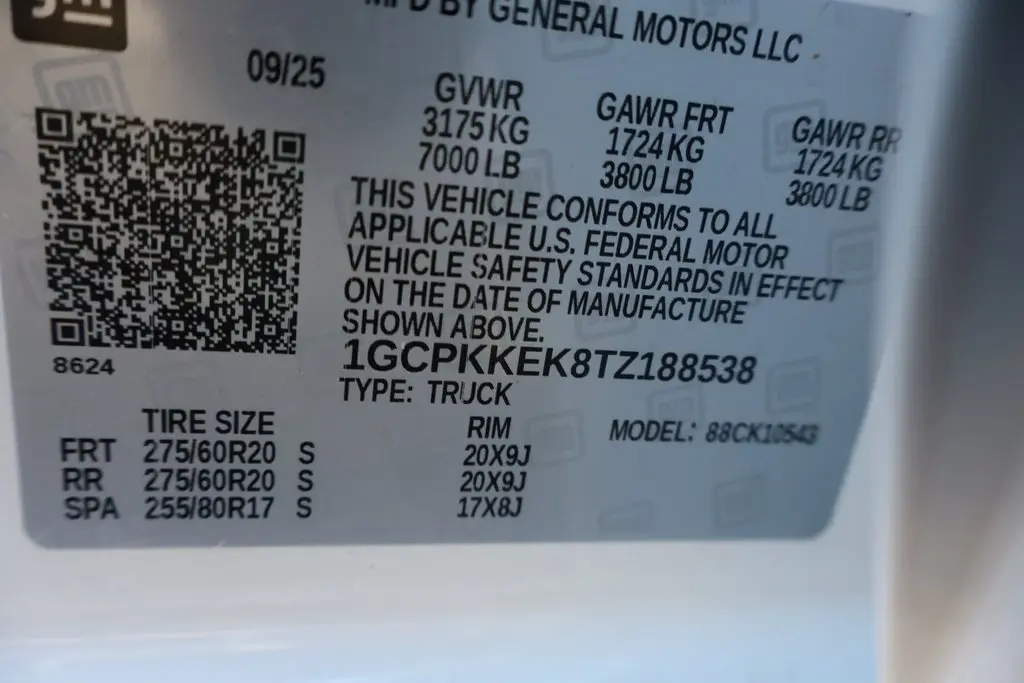 gm
MFD BY GENERAL MOTORS LLC
09/25
GVWR GAWR FRT GAWR RR
3175 KG 1724 KG 1724 KG
7000 LB 3800 LB 3800 LB
THIS VEHICLE CONFORMS TO ALL
APPLICABLE U.S. FEDERAL MOTOR
VEHICLE SAFETY STANDARDS IN EFFECT
ON THE DATE OF MANUFACTURE
SHOWN ABOVE.
8624
1GCPKKEK8TZ188538
TYPE: TRUCK
TIRE SIZE RIM MODEL: 88CK10543
FRT 275/60R20 S 20X9J
RR 275/60R20 S 20X9J
SPA 255/80R17 S 17X8J